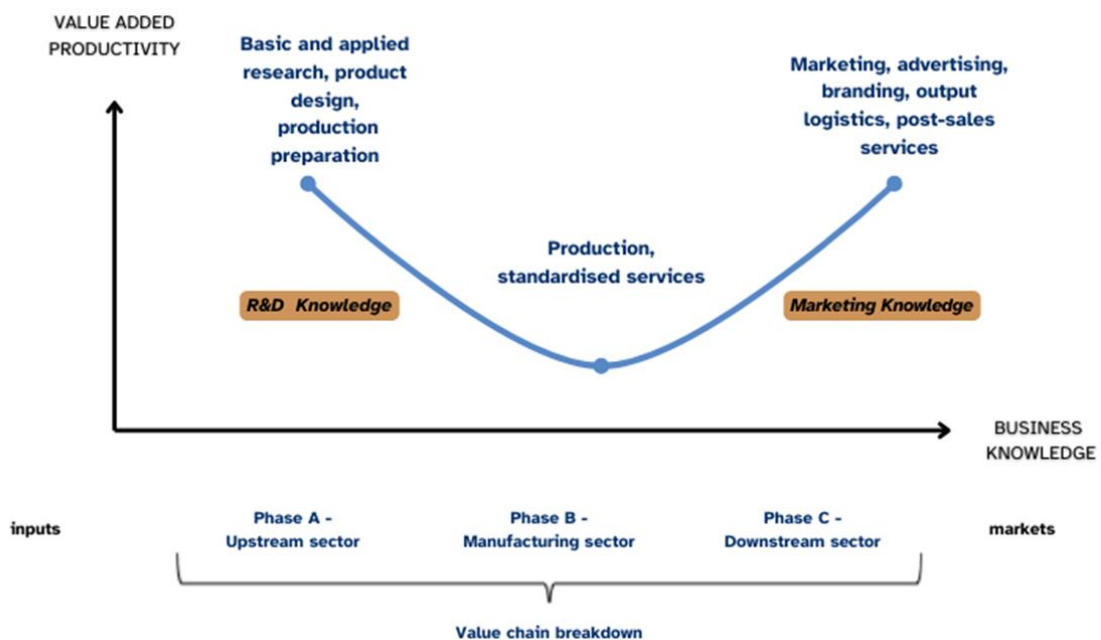 VALUE ADDED
PRODUCTIVITY
Basic and applied
research, product
design,
production
preparation
Marketing, advertising,
branding, output
logistics, post-sales
services
Production,
standardised services
R&D Knowledge
Marketing Knowledge
BUSINESS
KNOWLEDGE
inputs
Phase A -
Upstream sector
Phase B -
Manufacturing sector
Phase C -
Downstream sector
markets
Value chain breakdown